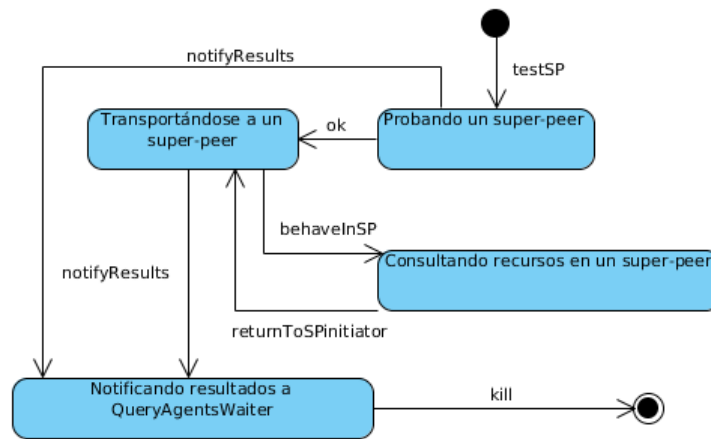 notifyResults
testSP
Transportándose a un
super-peer
ok
Probando un super-peer
behaveInSP
Consultando recursos en un super-peer
notifyResults
returnToSPinitiator
Notificando resultados a
QueryAgentsWaiter
kill